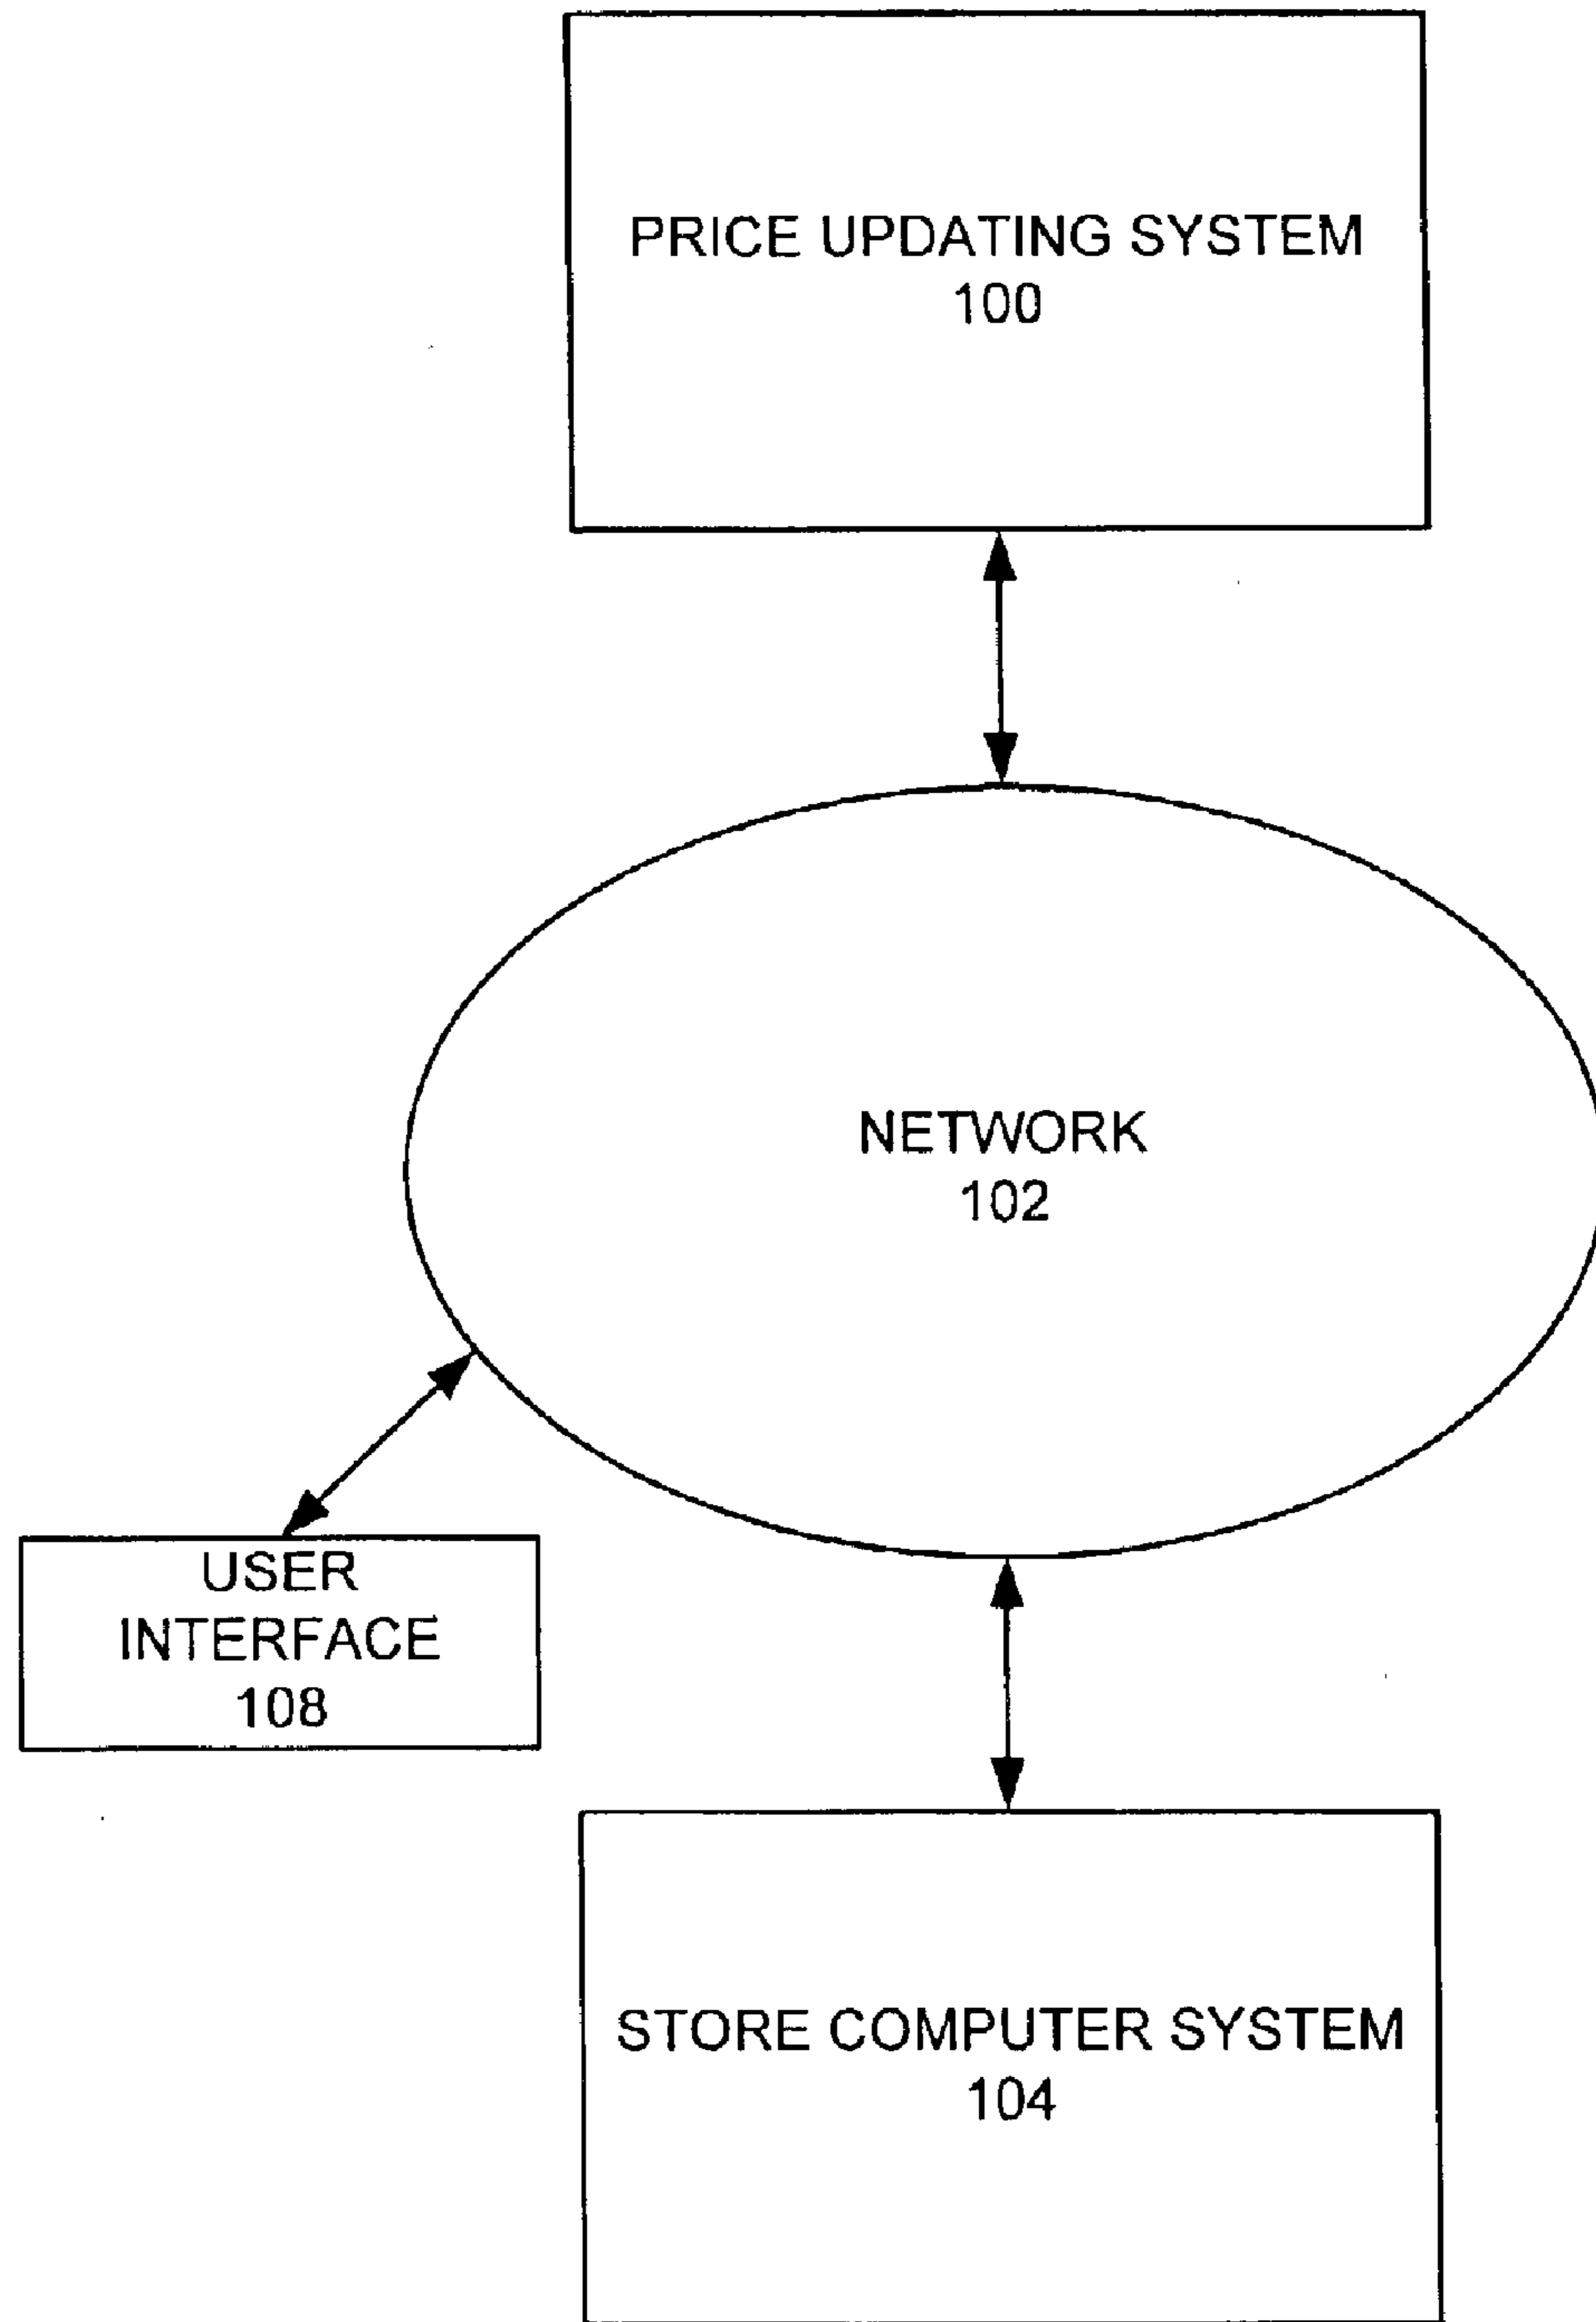 PRICE UPDATING SYSTEM
100
NETWORK
102
USER
INTERFACE
108
STORE COMPUTER SYSTEM
104